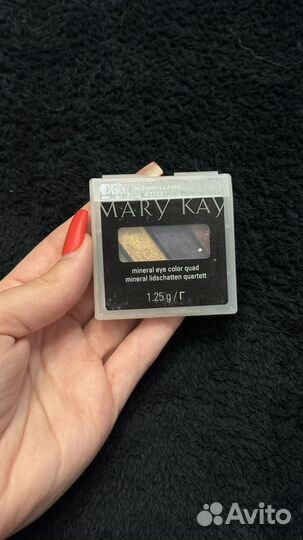 MARY KAY
mineral eye color quad
mineral lidschatten quartett
1.25 g / Г
Avito